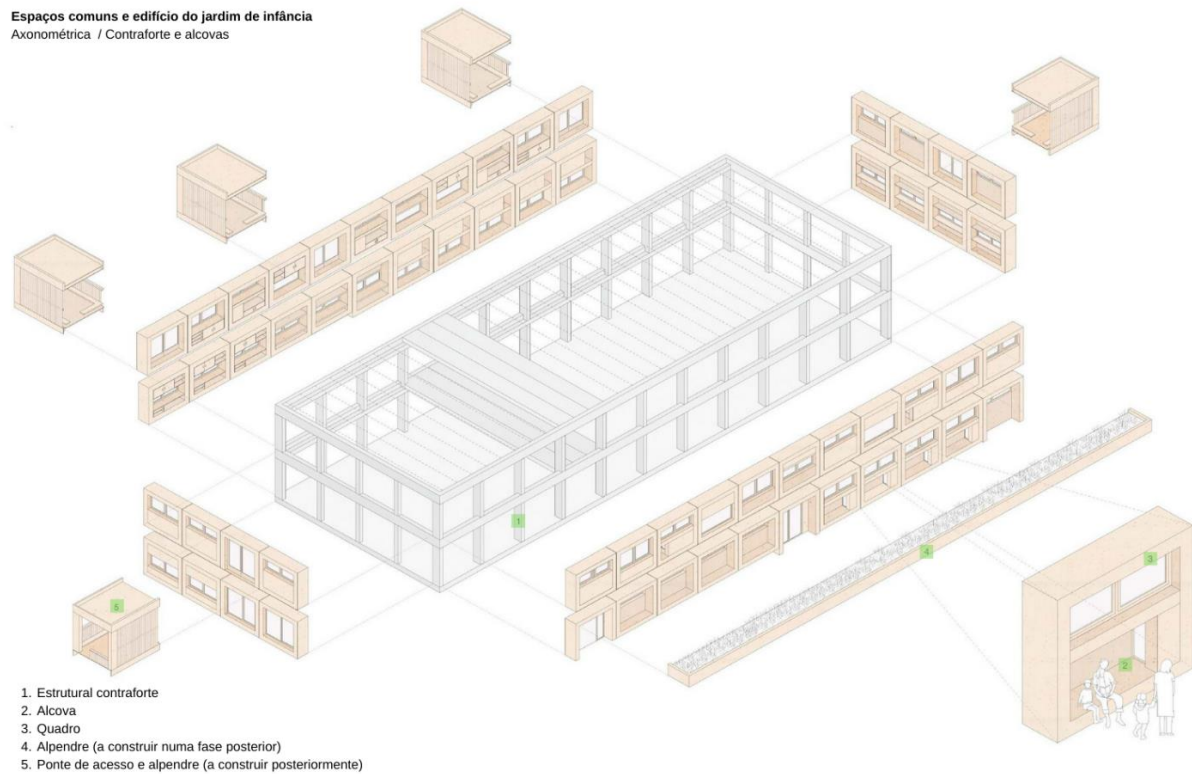 Espaços comuns e edifício do jardim de infância
Axonométrica / Contraforte e alcovas
1
2
3
4
5
1. Estrutural contraforte
2. Alcova
3. Quadro
4. Alpendre (a construir numa fase posterior)
5. Ponte de acesso e alpendre (a construir posteriormente)